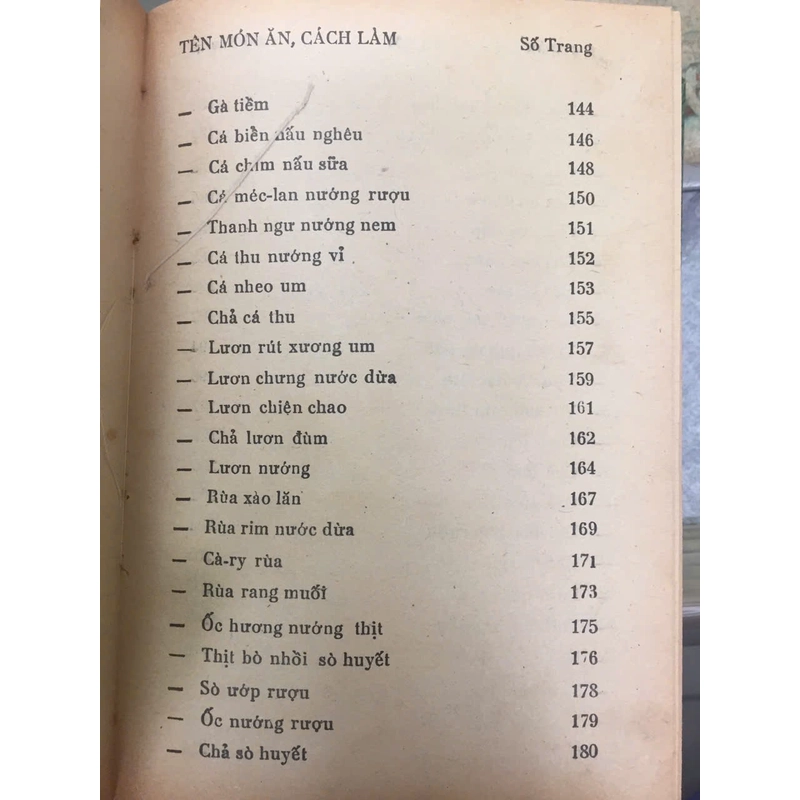 TÊN MÓN ĂN, CÁCH LÀM Số Trang
— Gà tiềm 144
— Cá biển nấu nghêu 146
— Cá chim nấu sữa 148
— Cá méc-lan nướng rượu 150
— Thanh ngư nướng nem 151
— Cá thu nướng vỉ 152
— Cá nheo um 153
— Chả cá thu 155
— Lươn rút xương um 157
— Lươn chưng nước dừa 159
— Lươn chiện chao 161
— Chả lươn đùm 162
— Lươn nướng 164
— Rùa xào lăn 167
— Rùa rim nước dừa 169
— Cà-ry rùa 171
— Rùa rang muối 173
— Ốc hương nướng thịt 175
— Thịt bò nhồi sò huyết 176
— Sò ướp rượu 178
— Ốc nướng rượu 179
— Chả sò huyết 180